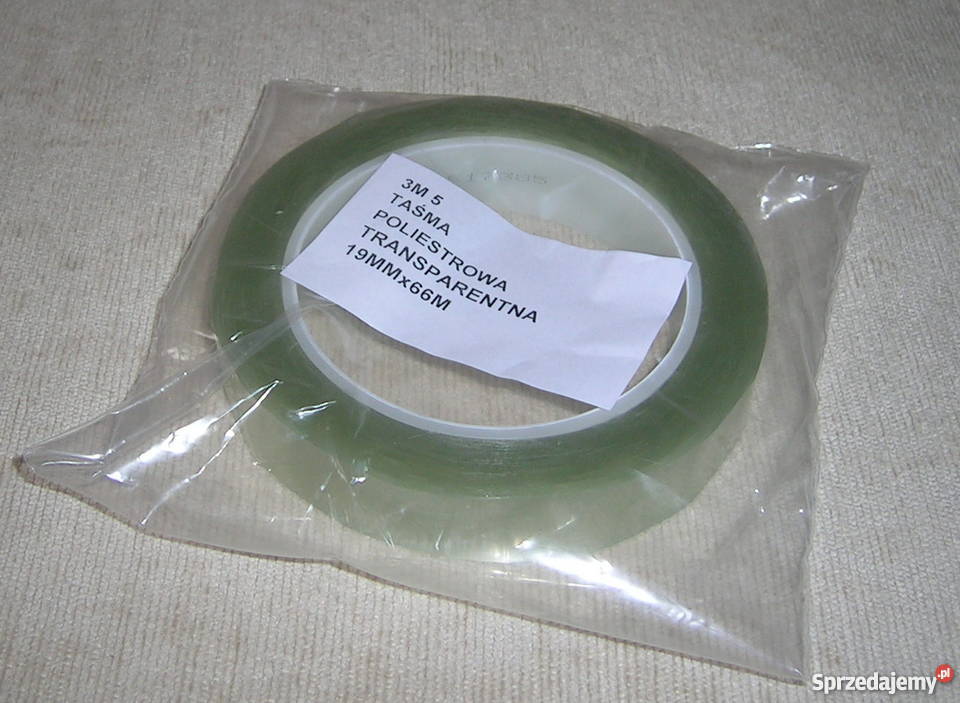 3M 5
TAŚMA
POLIESTROWA
TRANSPARENTNA
19MMx66M
Sprzedajemy.pl